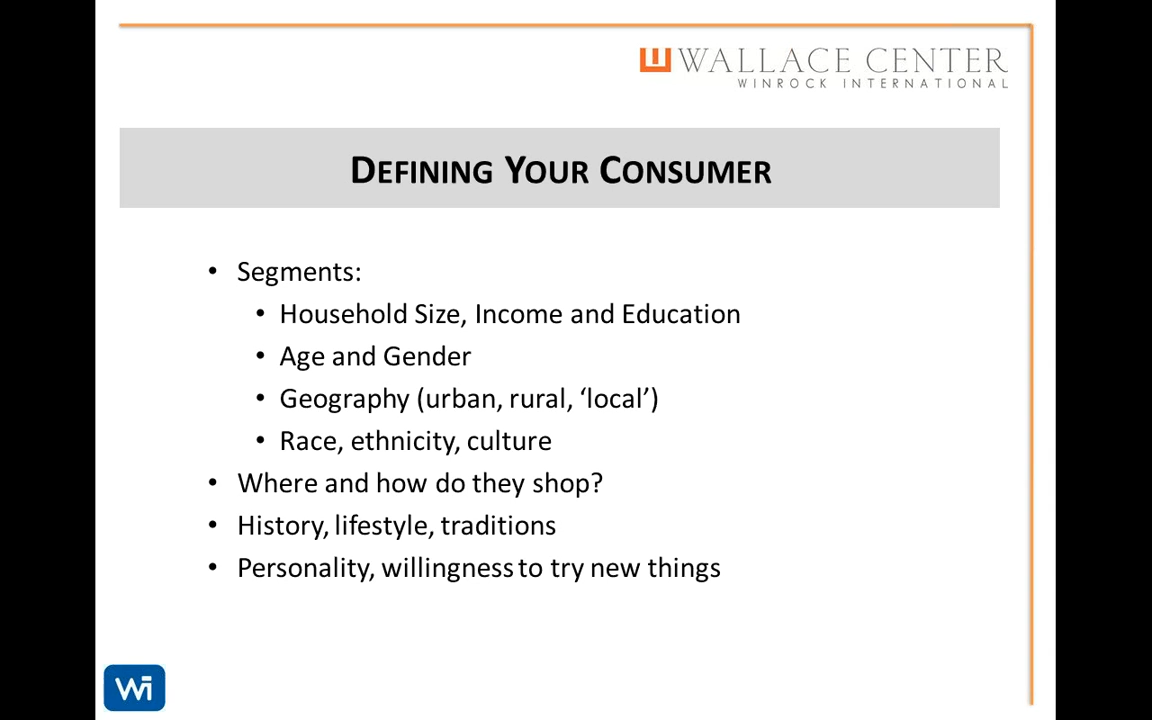 WALLACE CENTER
WINROCK INTERNATIONAL
DEFINING YOUR CONSUMER
• Segments:
• Household Size, Income and Education
• Age and Gender
• Geography (urban, rural, ‘local’)
• Race, ethnicity, culture
• Where and how do they shop?
• History, lifestyle, traditions
• Personality, willingness to try new things
Wi